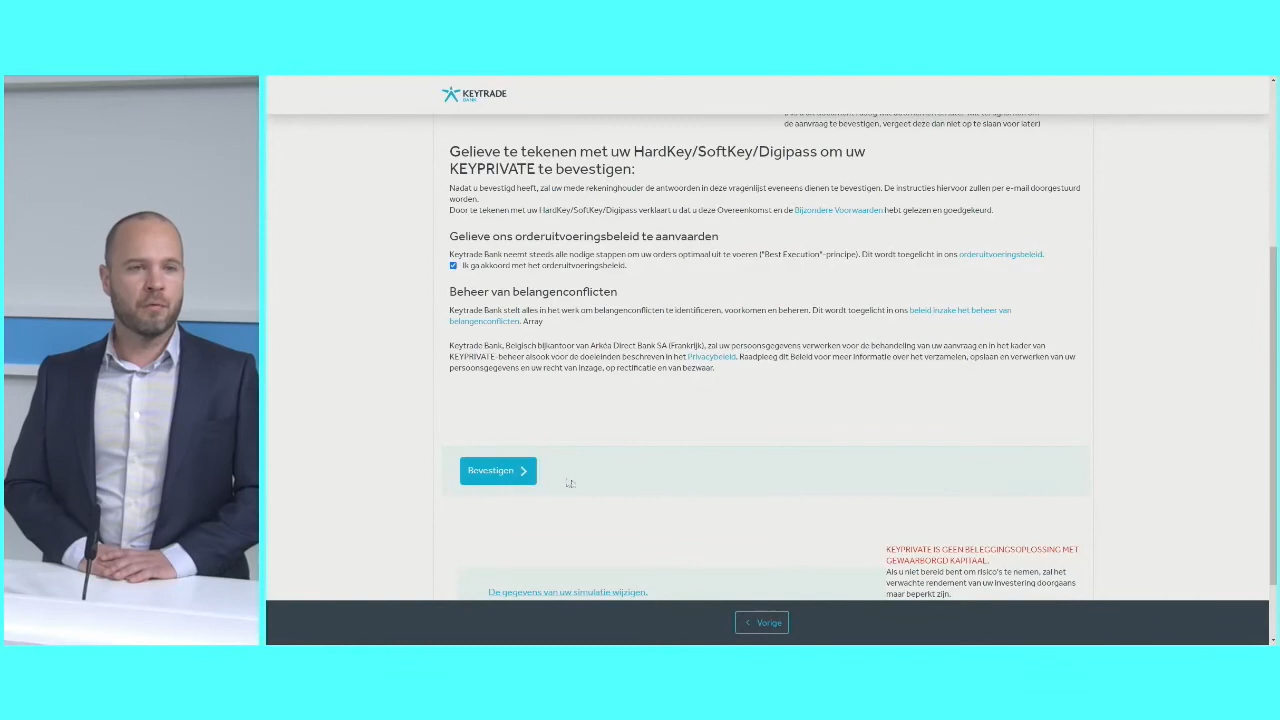 KEYTRADE
BANK
de aanvraag te bevestigen, vergeet deze dan niet op te slaan voor later)
Gelieve te tekenen met uw HardKey/SoftKey/Digipass om uw
KEYPRIVATE te bevestigen:
Nadat u bevestigd heeft, zal uw mede rekeninghouder de antwoorden in deze vragenlijst eveneens dienen te bevestigen. De instructies hiervoor zullen per e-mail doorgestuurd
worden.
Door te tekenen met uw HardKey/SoftKey/Digipass verklaart u dat u deze Overeenkomst en de Bijzondere Voorwaarden hebt gelezen en goedgekeurd.
Gelieve ons orderuitvoeringsbeleid te aanvaarden
Keytrade Bank neemt steeds alle nodige stappen om uw orders optimaal uit te voeren ("Best Execution"-principe). Dit wordt toegelicht in ons orderuitvoeringsbeleid.
Ik ga akkoord met het orderuitvoeringsbeleid.
Beheer van belangenconflicten
Keytrade Bank stelt alles in het werk om belangenconflicten te identificeren, voorkomen en beheren. Dit wordt toegelicht in ons beleid inzake het beheer van
belangenconflicten. Array
Keytrade Bank, Belgisch bijkantoor van Arkéa Direct Bank SA (Frankrijk), zal uw persoonsgegevens verwerken voor de behandeling van uw aanvraag en in het kader van
KEYPRIVATE-beheer alsook voor de doeleinden beschreven in het Privacybeleid. Raadpleeg dit Beleid voor meer informatie over het verzamelen, opslaan en verwerken van uw
persoonsgegevens en uw recht van inzage, op rectificatie en van bezwaar.
Bevestigen
KEYPRIVATE IS GEEN BELEGGINGSOPLOSSING MET
GEWAARBORGD KAPITAAL.
Als u niet bereid bent om risico's te nemen, zal het
verwachte rendement van uw investering doorgaans
maar beperkt zijn.
De gegevens van uw simulatie wijzigen.
Vorige